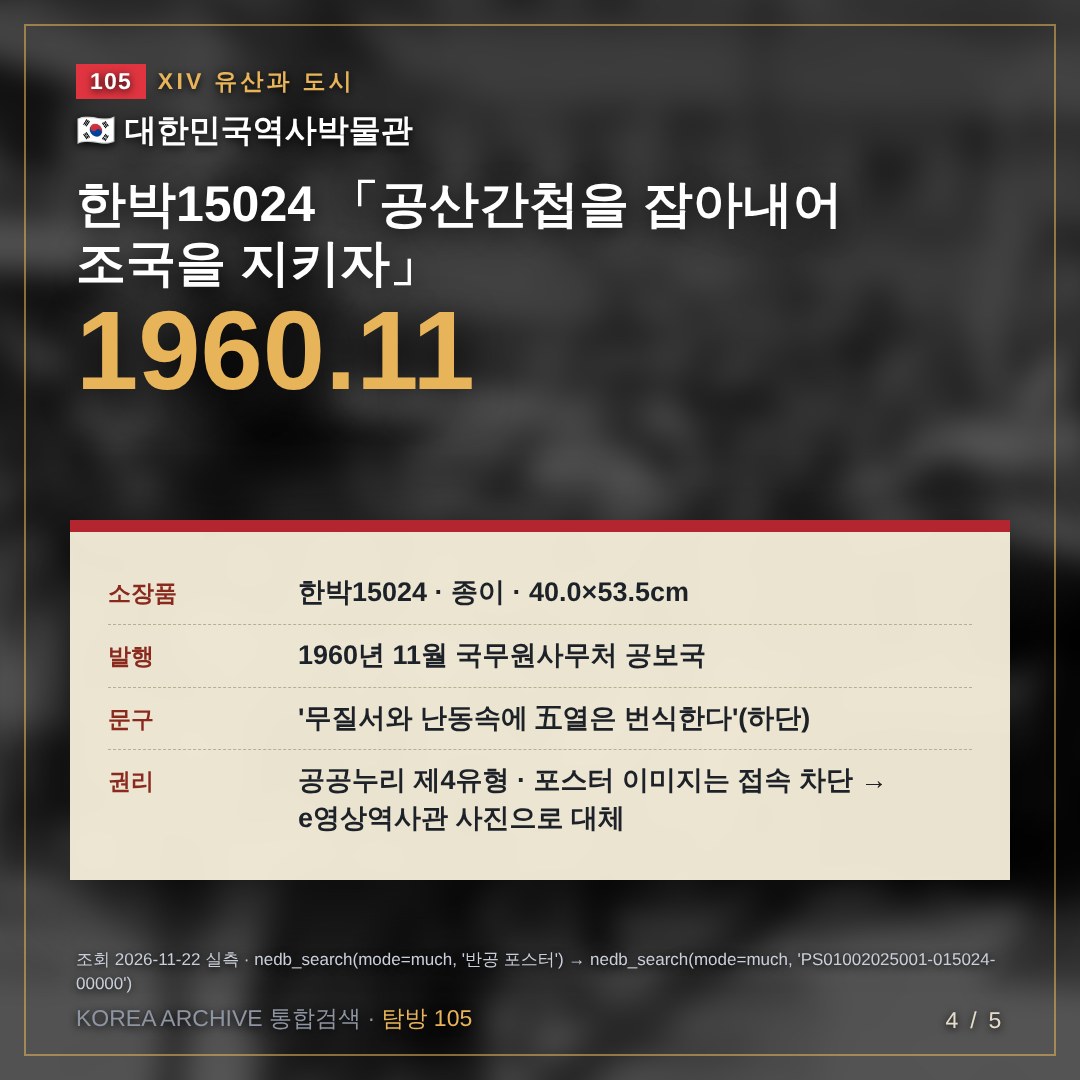 105 XIV 유산과 도시
🇰🇷 대한민국역사박물관
한박15024 「공산간첩을 잡아내어
조국을 지키자」
1960.11
소장품 한박15024 · 종이 · 40.0×53.5cm
발행 1960년 11월 국무원사무처 공보국
문구 '무질서와 난동속에 五열은 번식한다'(하단)
권리 공공누리 제4유형 · 포스터 이미지는 접속 차단 →
e영상역사관 사진으로 대체
조회 2026-11-22 실측 · nedb_search(mode=much, '반공 포스터') → nedb_search(mode=much, 'PS01002025001-015024-
00000')
KOREA ARCHIVE 통합검색 · 탐방 105
4 / 5